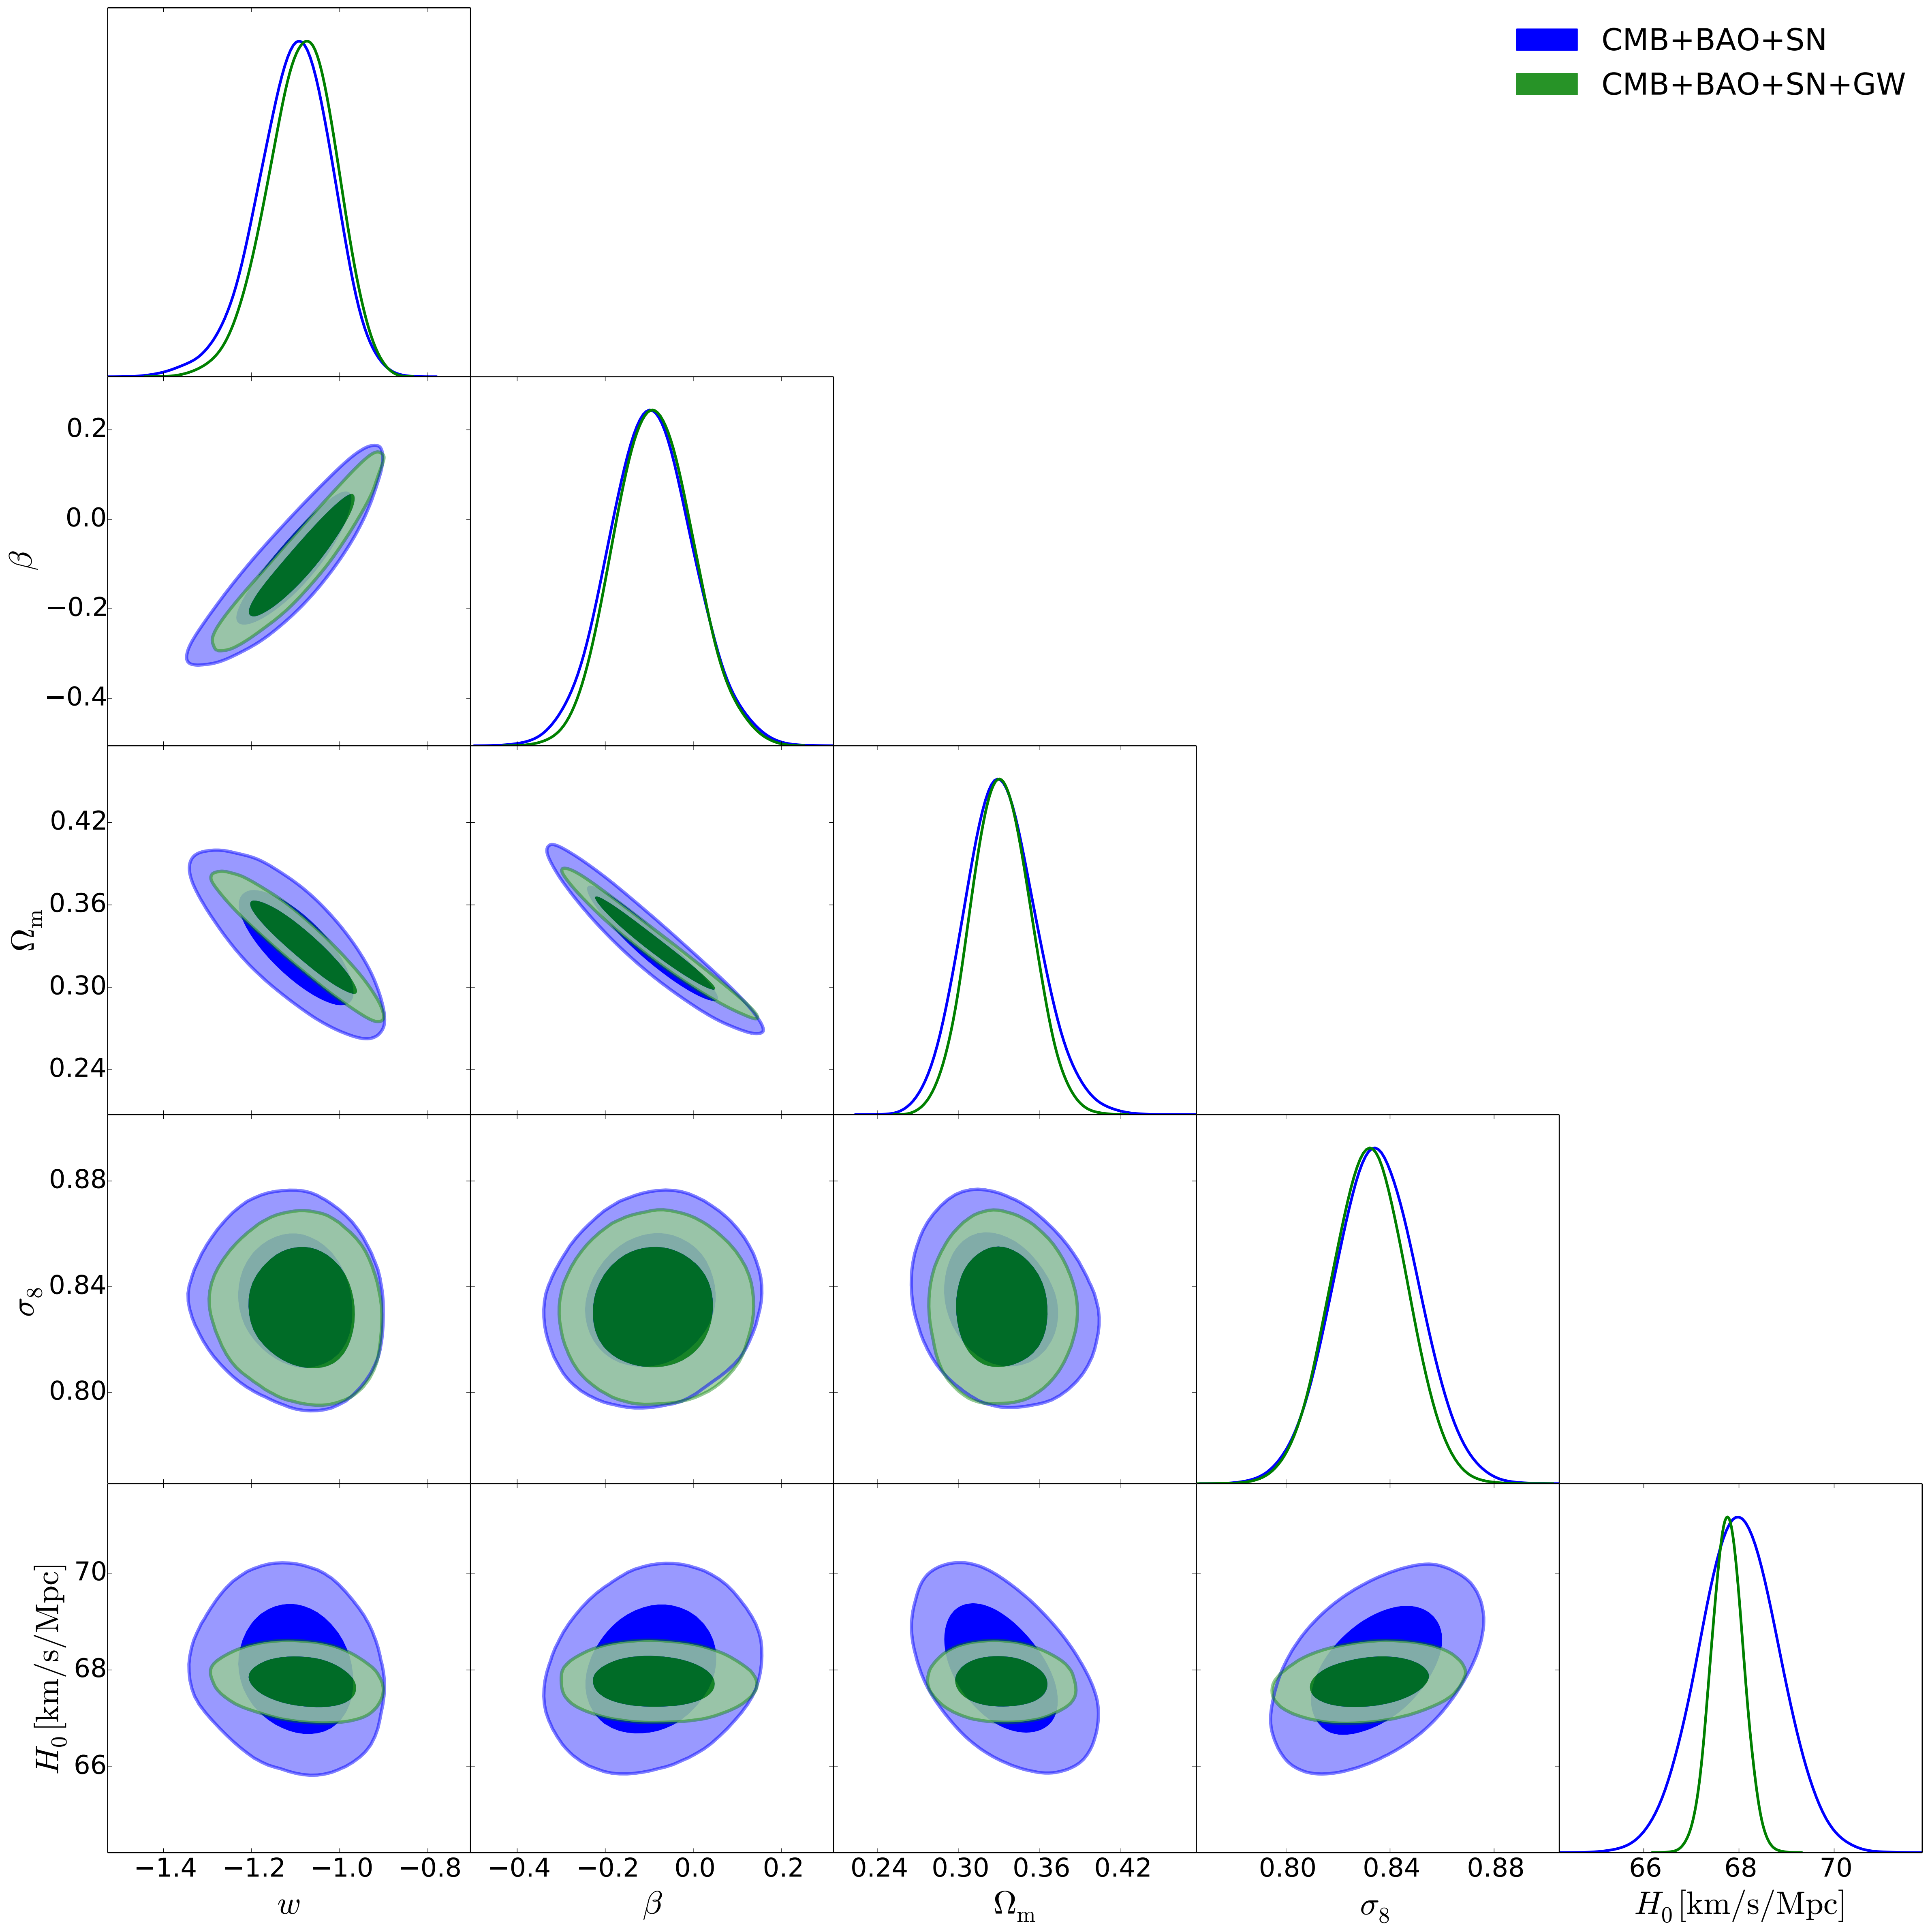 CMB+BAO+SN
CMB+BAO+SN+GW
0.2
0.0
−0.2
−0.4
β
0.42
0.36
0.30
0.24
Ωm
0.88
0.84
0.80
σ8
70
68
66
H0 [km/s/Mpc]
−1.4 −1.2 −1.0 −0.8 −0.4 −0.2 0.0 0.2 0.24 0.30 0.36 0.42 0.80 0.84 0.88 66 68 70
w β Ωm σ8 H0 [km/s/Mpc]